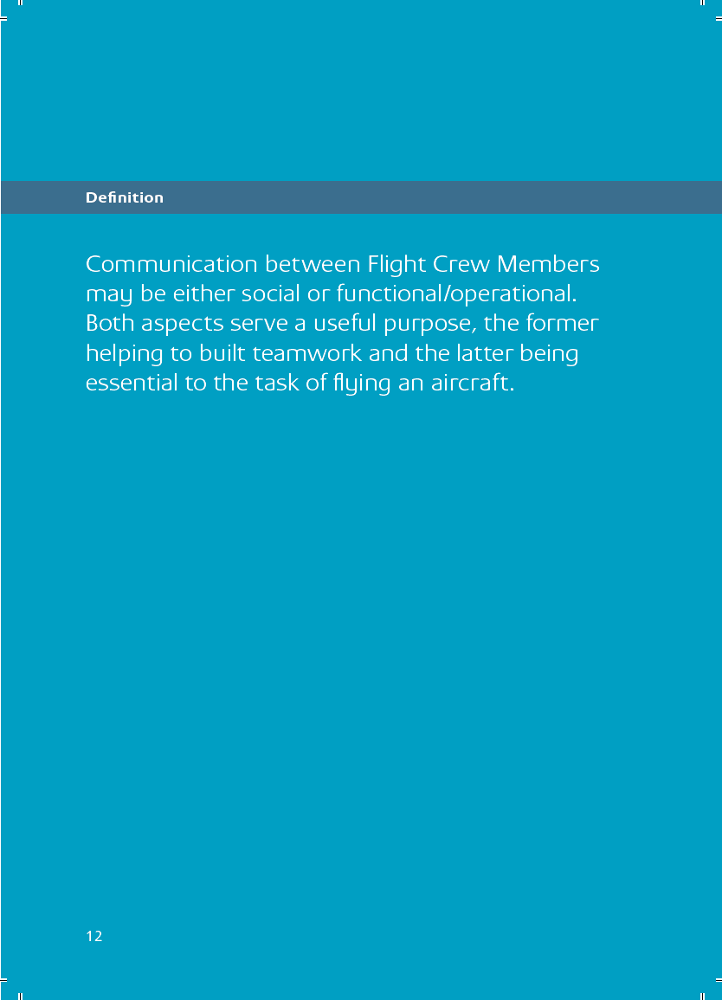 Definition
Communication between Flight Crew Members
may be either social or functional/operational.
Both aspects serve a useful purpose, the former
helping to built teamwork and the latter being
essential to the task of flying an aircraft.
12